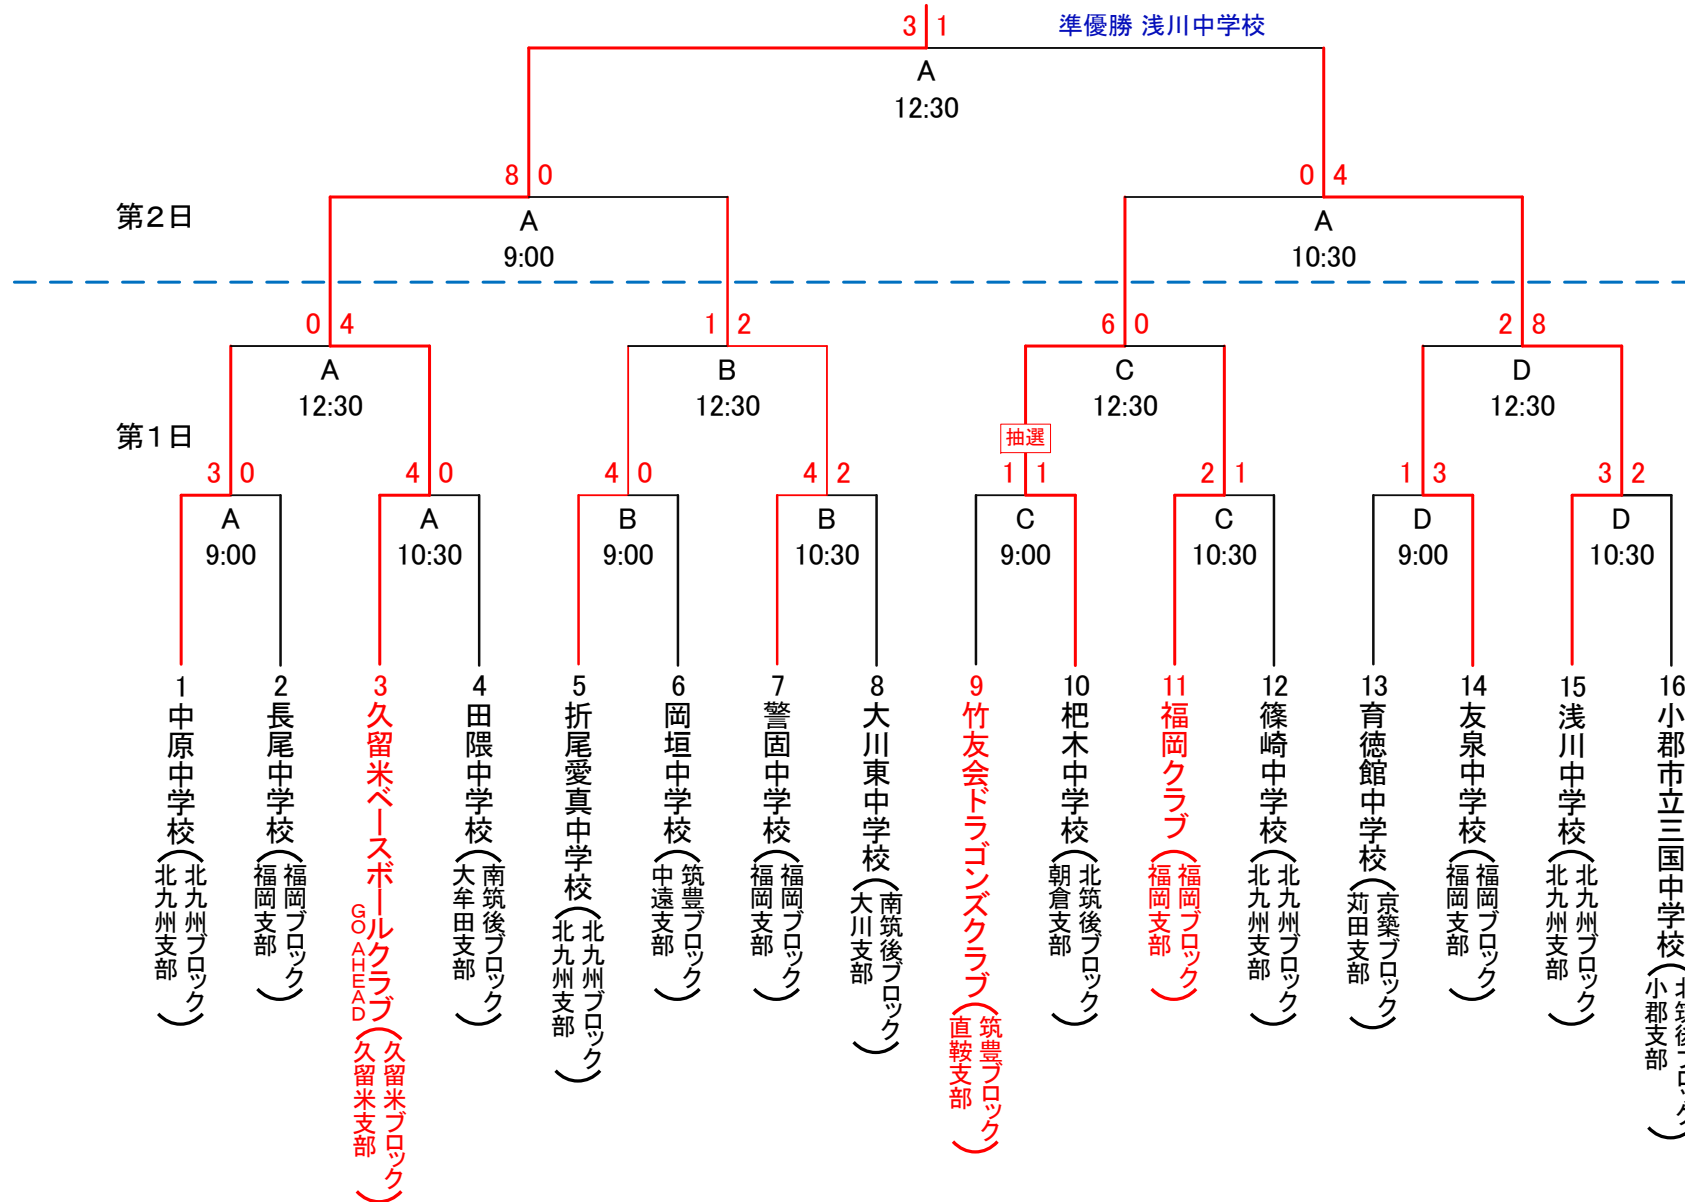 3 1
準優勝 浅川中学校
A
12:30
8 0
0 4
第2日
A
A
9:00
10:30
0 4
1 2
6 0
2 8
A
B
C
D
12:30
12:30
12:30
12:30
第1日
抽選
3 0
4 0
4 0
4 2
1 1
2 1
1 3
3 2
A
A
B
B
C
C
D
D
9:00
10:30
9:00
10:30
9:00
10:30
9:00
10:30
1
中原中学校
(北九州ブロック
北九州支部)
2
長尾中学校
(福岡ブロック
福岡支部)
3
久留米ベースボールクラブ
GO AHEAD
(久留米ブロック
久留米支部)
4
田隈中学校
(南筑後ブロック
大牟田支部)
5
折尾愛真中学校
(北九州ブロック
北九州支部)
6
岡垣中学校
(筑豊ブロック
中遠支部)
7
警固中学校
(福岡ブロック
福岡支部)
8
大川東中学校
(南筑後ブロック
大川支部)
9
竹友会ドラゴンズクラブ
(筑豊ブロック
直鞍支部)
10
杷木中学校
(北筑後ブロック
朝倉支部)
11
福岡クラブ
(福岡ブロック
福岡支部)
12
篠崎中学校
(北九州ブロック
北九州支部)
13
育徳館中学校
(京築ブロック
苅田支部)
14
友泉中学校
(福岡ブロック
福岡支部)
15
浅川中学校
(北九州ブロック
北九州支部)
16
小郡市立三国中学校
(北筑後ブロック
小郡支部)